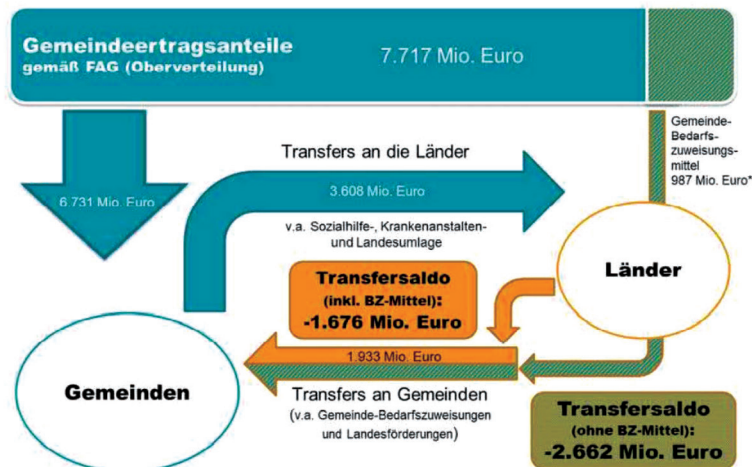 Gemeindeertragsanteile
gemäß FAG (Oberverteilung)
7.717 Mio. Euro
Gemeinde-
Bedarfs-
zuweisungs-
mittel
987 Mio. Euro*
6.731 Mio. Euro
Transfers an die Länder
3.608 Mio. Euro
v.a. Sozialhilfe-, Krankenanstalten-
und Landesumlage
Länder
Transfersaldo
(inkl. BZ-Mittel):
-1.676 Mio. Euro
1.933 Mio. Euro
Gemeinden
Transfers an Gemeinden
(v.a. Gemeinde-Bedarfszuweisungen
und Landesförderungen)
Transfersaldo
(ohne BZ-Mittel):
-2.662 Mio. Euro